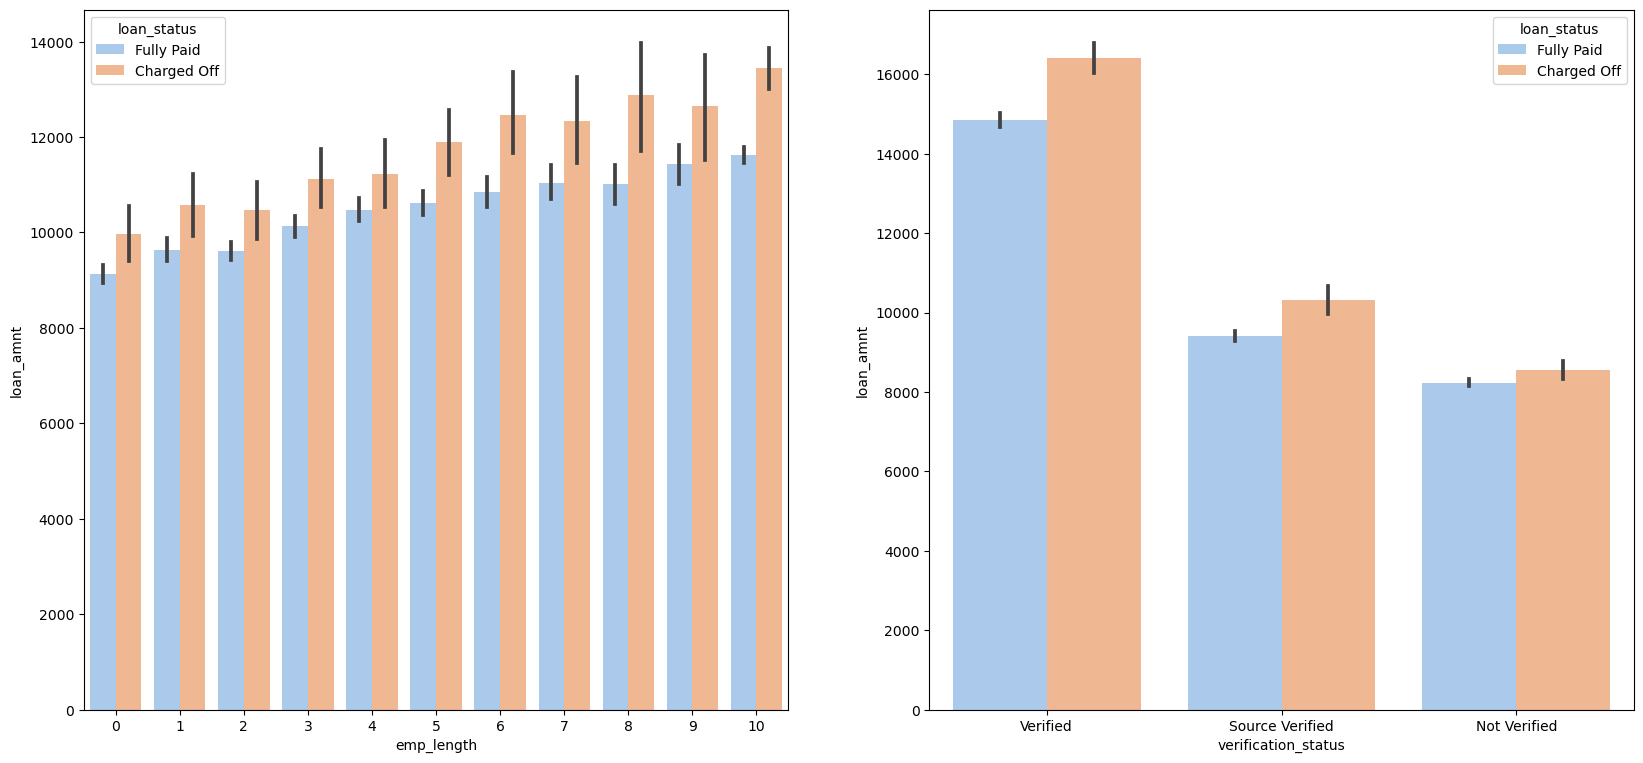 loan_status
Fully Paid
Charged Off
14000
12000
10000
8000
6000
4000
2000
0
loan_amnt
0 1 2 3 4 5 6 7 8 9 10
emp_length
loan_status
Fully Paid
Charged Off
16000
14000
12000
10000
8000
6000
4000
2000
0
loan_amnt
Verified Source Verified Not Verified
verification_status